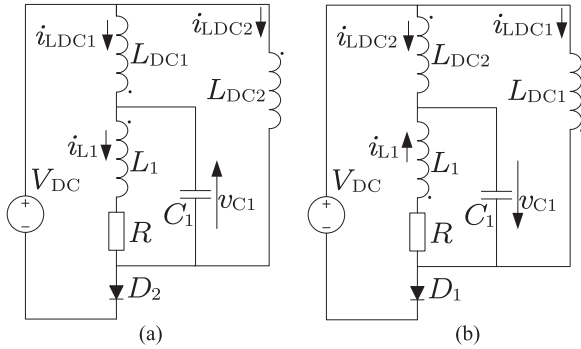 i_LDC1
L_DC1
i_LDC2
L_DC2
i_L1
L_1
V_DC
C_1
v_C1
R
D_2
(a)
i_LDC2
L_DC2
i_LDC1
L_DC1
i_L1
L_1
V_DC
C_1
v_C1
R
D_1
(b)